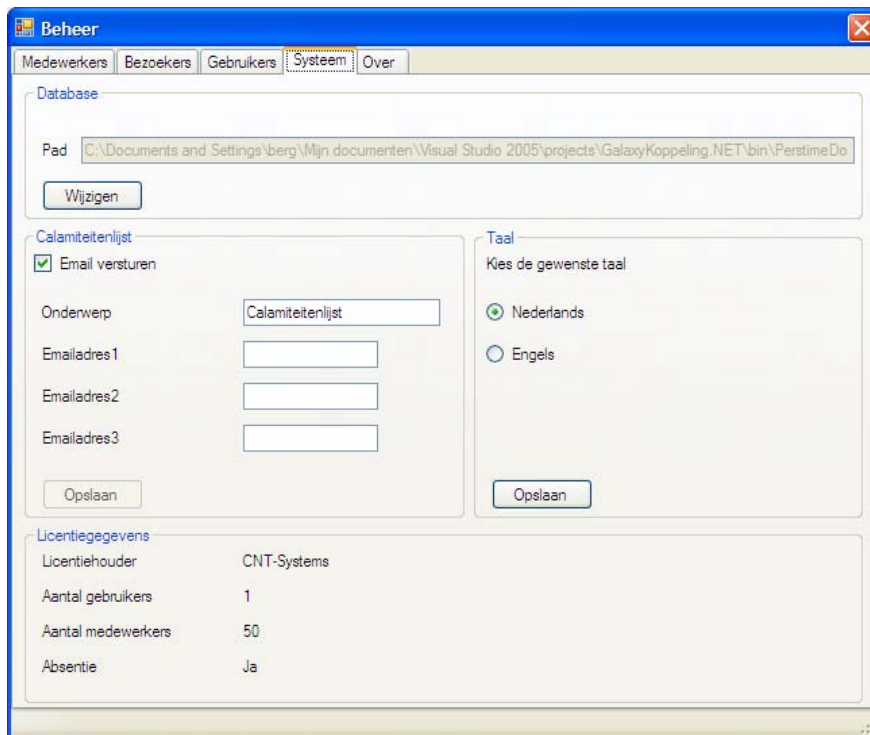 Beheer
Medewerkers Bezoekers Gebruikers Systeem Over
Database
Pad C:\Documents and Settings\berg\Mijn documenten\Visual Studio 2005\projects\GalaxyKoppeling.NET\bin\PerstimeDo
Wijzigen
Calamiteitenlijst
Email versturen
Onderwerp Calamiteitenlijst
Emailadres1
Emailadres2
Emailadres3
Opslaan
Taal
Kies de gewenste taal
Nederlands
Engels
Opslaan
Licentiegegevens
Licentiehouder CNT-Systems
Aantal gebruikers 1
Aantal medewerkers 50
Absentie Ja